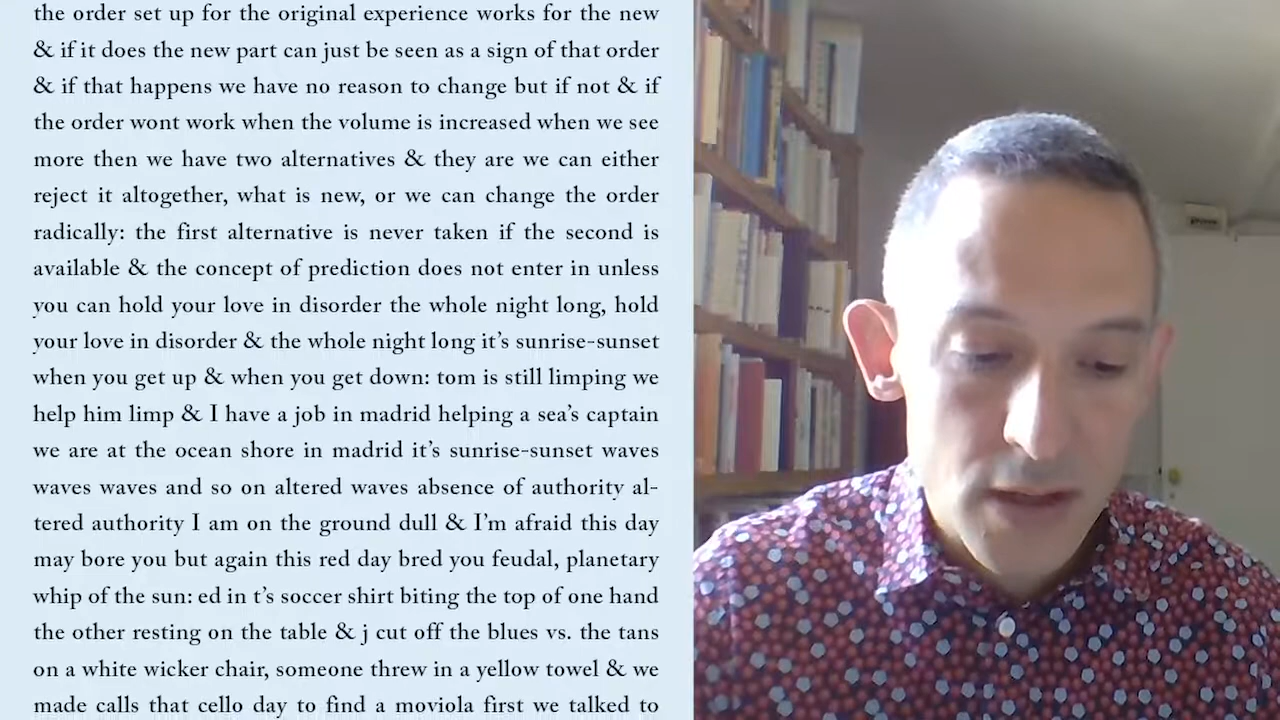 the order set up for the original experience works for the new
& if it does the new part can just be seen as a sign of that order
& if that happens we have no reason to change but if not & if
the order wont work when the volume is increased when we see
more then we have two alternatives & they are we can either
reject it altogether, what is new, or we can change the order
radically: the first alternative is never taken if the second is
available & the concept of prediction does not enter in unless
you can hold your love in disorder the whole night long, hold
your love in disorder & the whole night long it’s sunrise-sunset
when you get up & when you get down: tom is still limping we
help him limp & I have a job in madrid helping a sea’s captain
we are at the ocean shore in madrid it’s sunrise-sunset waves
waves waves and so on altered waves absence of authority al-
tered authority I am on the ground dull & I’m afraid this day
may bore you but again this red day bred you feudal, planetary
whip of the sun: ed in t’s soccer shirt biting the top of one hand
the other resting on the table & j cut off the blues vs. the tans
on a white wicker chair, someone threw in a yellow towel & we
made calls that cello day to find a moviola first we talked to